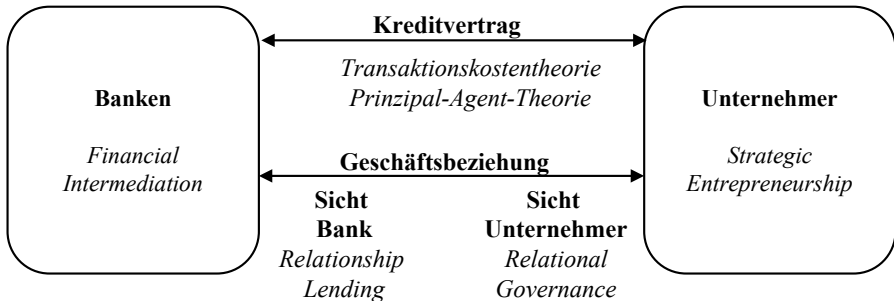 Kreditvertrag
Transaktionskostentheorie
Prinzipal-Agent-Theorie
Banken
Financial
Intermediation
Unternehmer
Strategic
Entrepreneurship
Geschäftsbeziehung
Sicht
Bank
Relationship
Lending
Sicht
Unternehmer
Relational
Governance